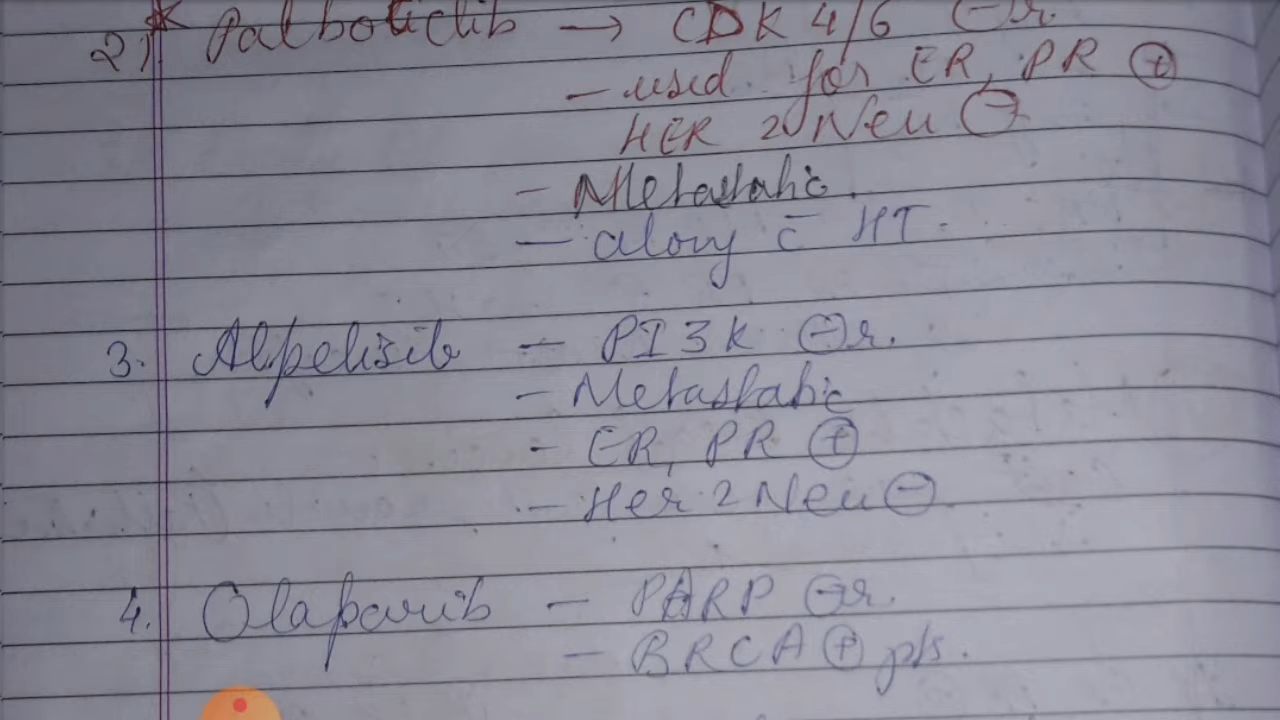 2) * Palbociclib → CDK 4/6 ⊖r.
- used for ER, PR ⊕
HER 2 Neu ⊖
- Metastatic.
- along c̄ HT.
3. Alpelisib - PI3K ⊖r.
- Metastatic
- ER, PR ⊕
- Her 2 Neu ⊖
4. Olaparib - PARP ⊖r.
- BRCA ⊕ pts.